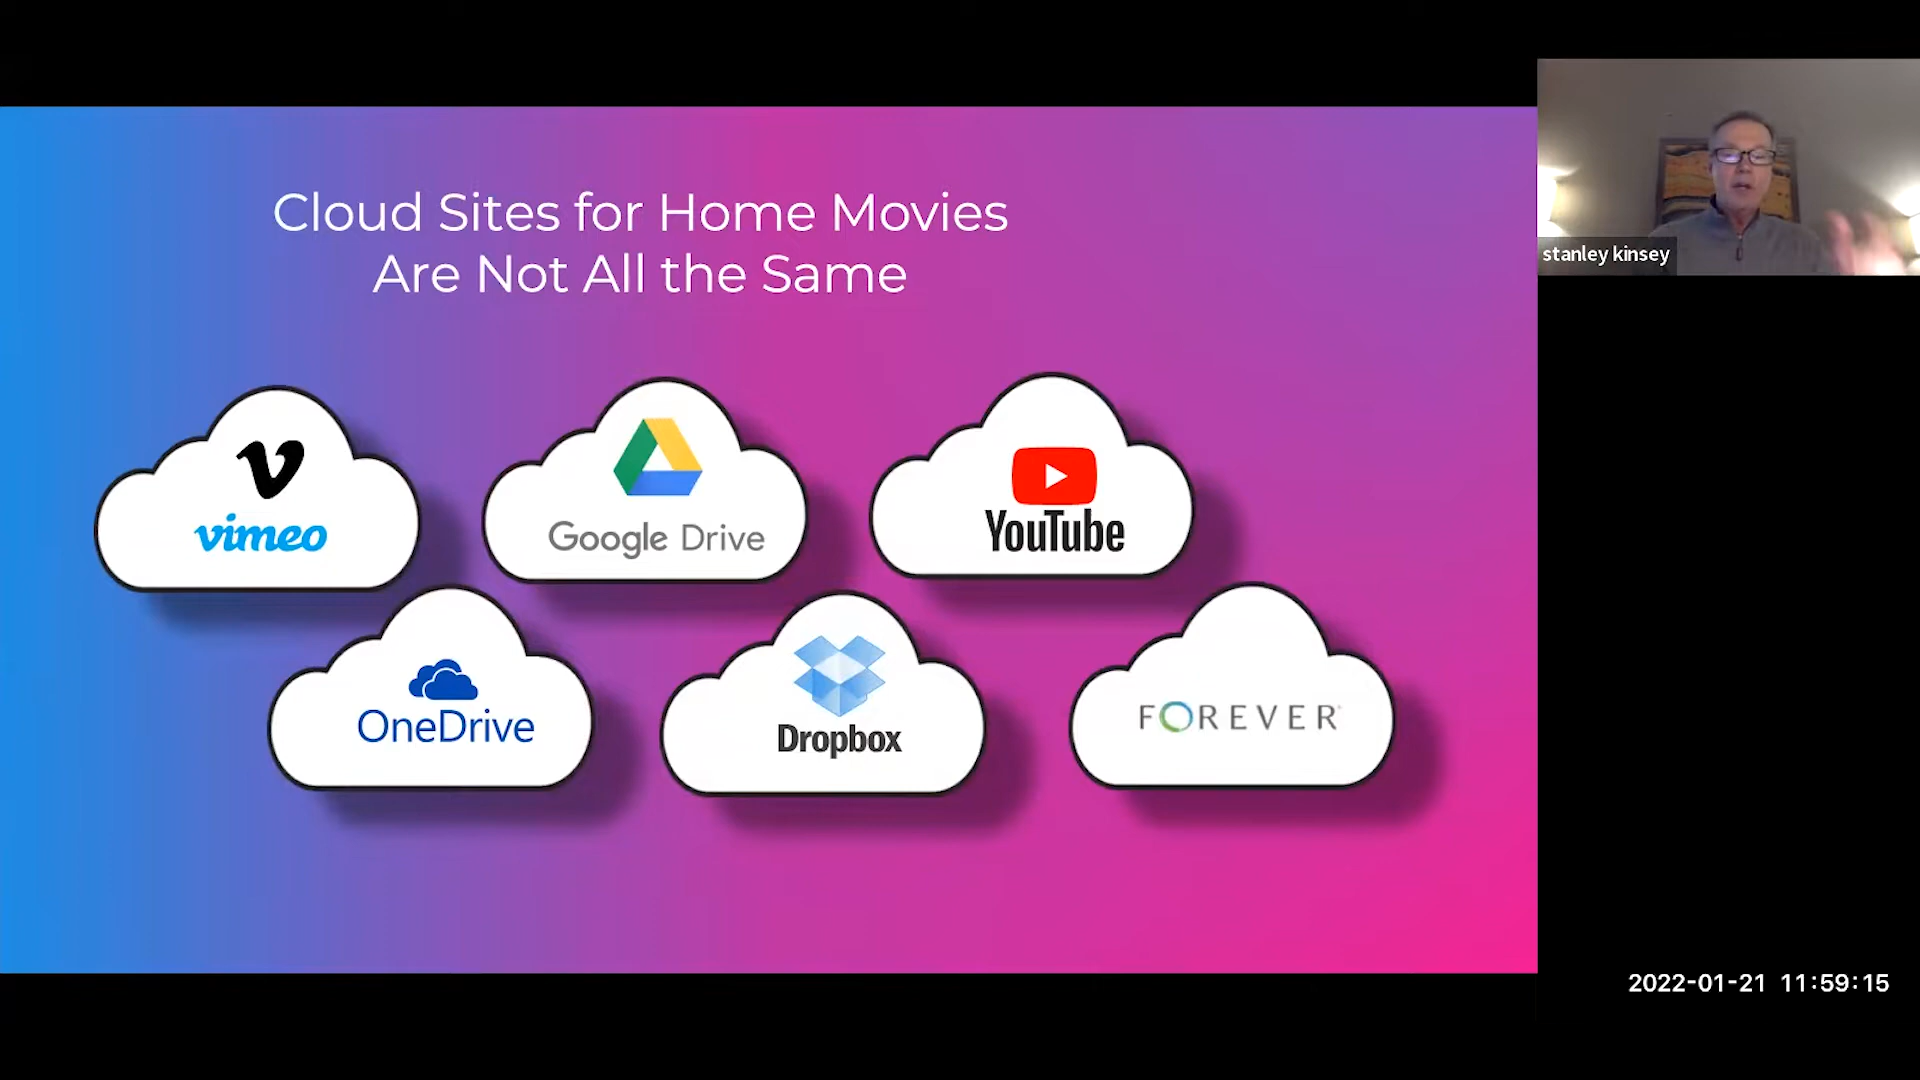 Cloud Sites for Home Movies
Are Not All the Same
vimeo
Google Drive
YouTube
OneDrive
Dropbox
FOREVER
stanley kinsey
2022-01-21 11:59:15